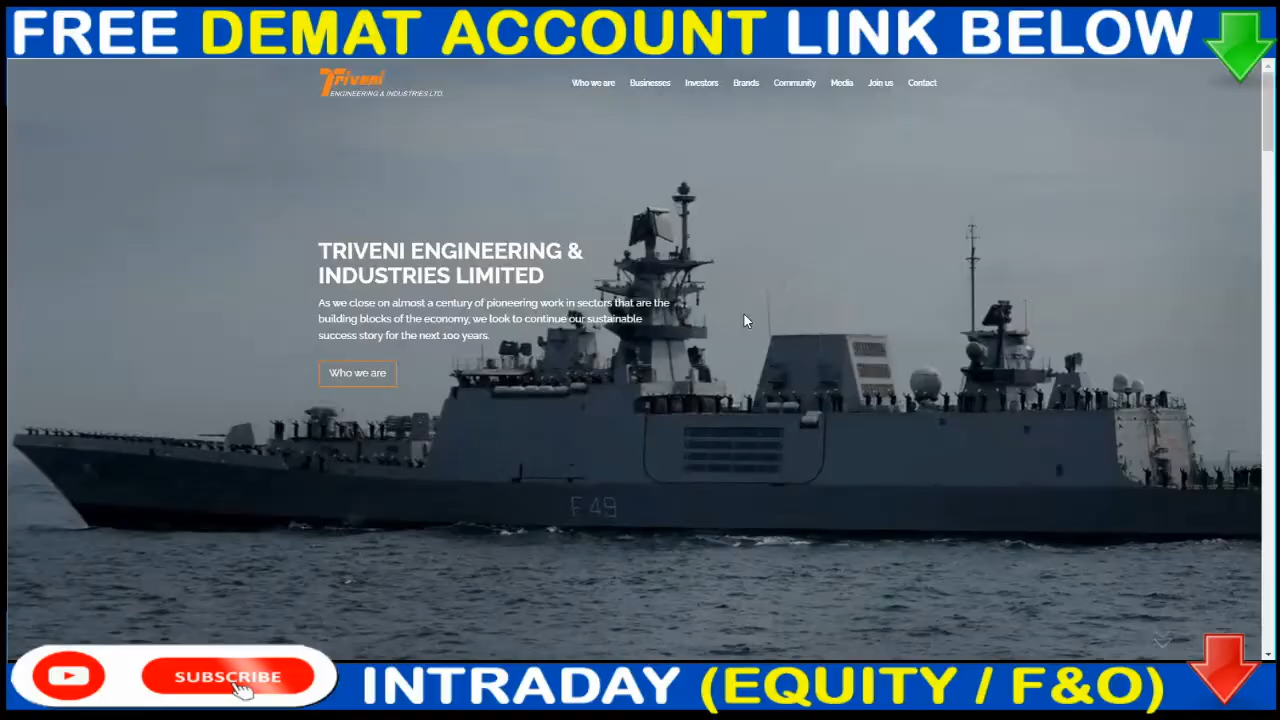 FREE DEMAT ACCOUNT LINK BELOW
Triveni
ENGINEERING & INDUSTRIES LTD.
Who we are Businesses Investors Brands Community Media Join us Contact
TRIVENI ENGINEERING &
INDUSTRIES LIMITED
As we close on almost a century of pioneering work in sectors that are the
building blocks of the economy, we look to continue our sustainable
success story for the next 100 years.
Who we are
F49
SUBSCRIBE
INTRADAY (EQUITY / F&O)